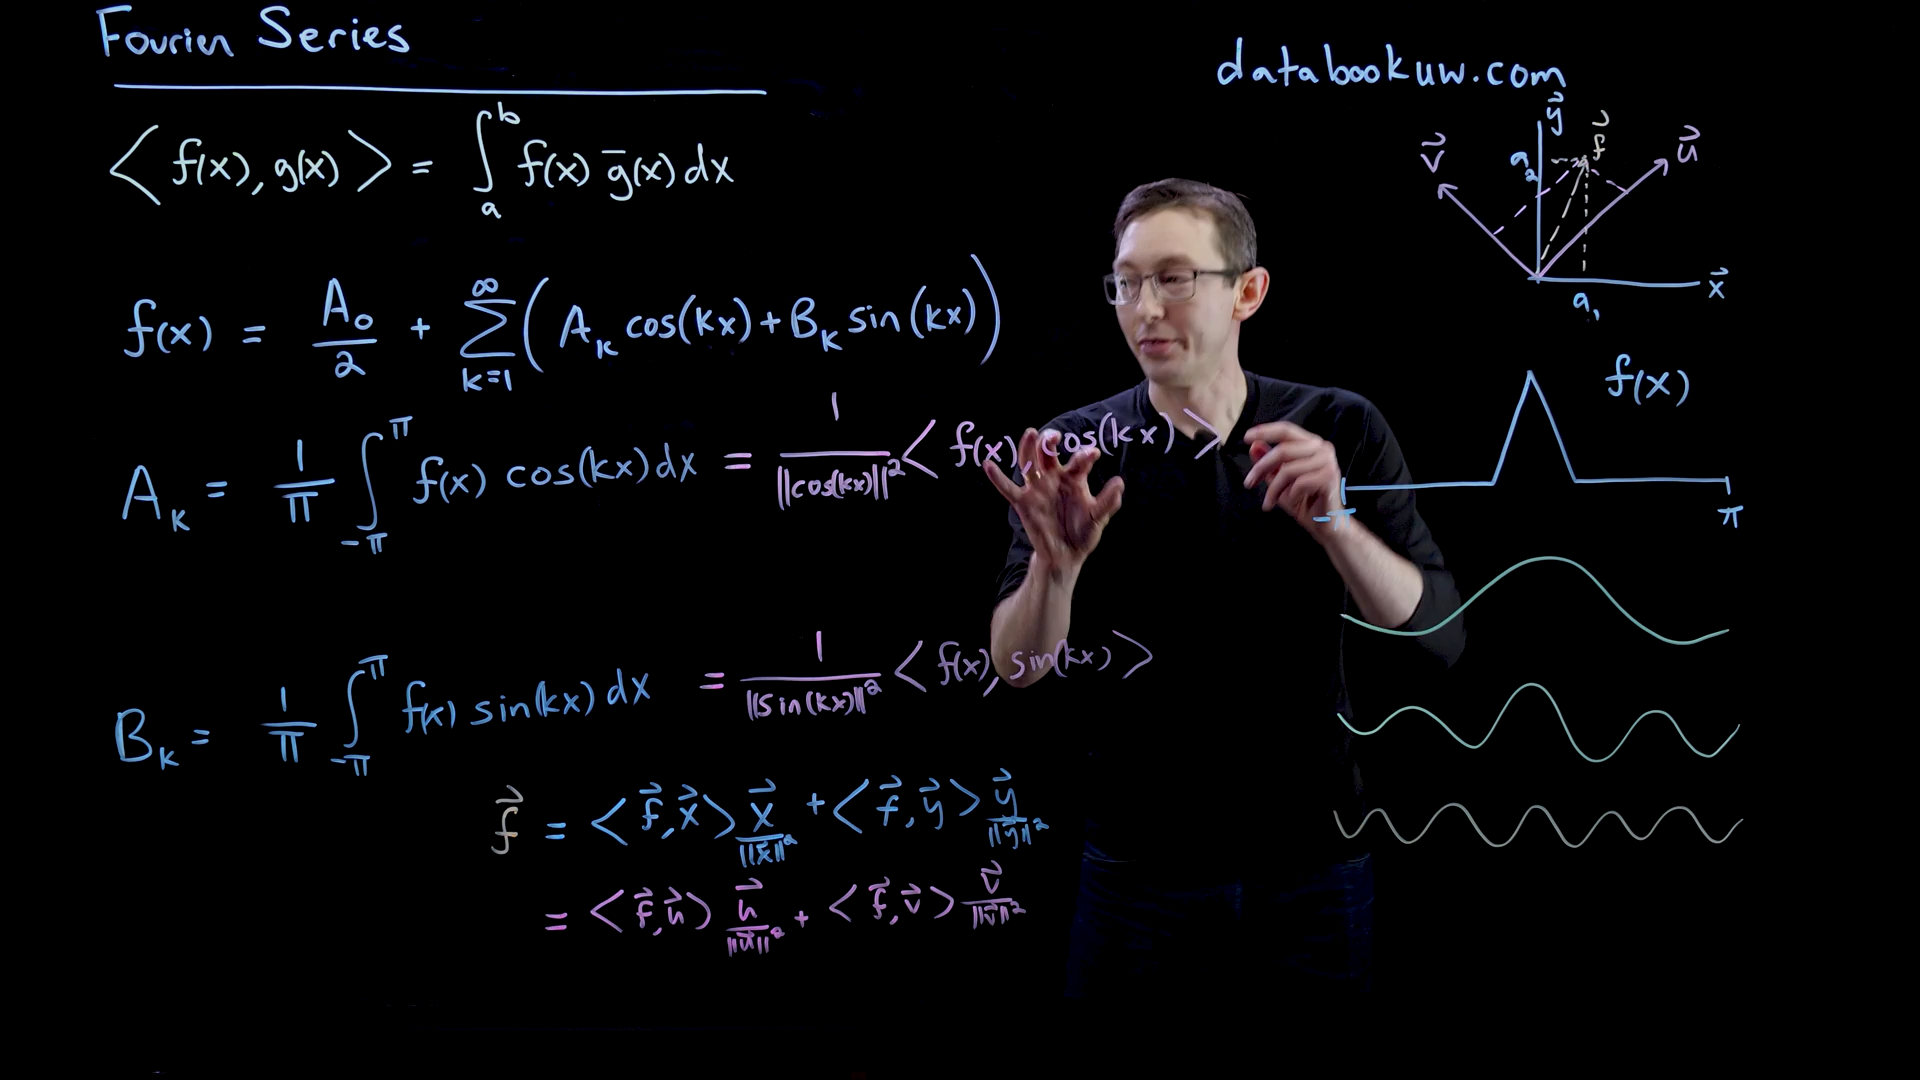 Fourier Series
databookuw.com
⟨f(x), g(x)⟩ = ∫_a^b f(x) g̅(x) dx
f(x) = A₀/2 + Σ_{k=1}^∞ (A_k cos(kx) + B_k sin(kx))
A_k = 1/π ∫_{-π}^{π} f(x) cos(kx) dx = 1/||cos(kx)||² ⟨f(x), cos(kx)⟩
B_k = 1/π ∫_{-π}^{π} f(x) sin(kx) dx = 1/||sin(kx)||² ⟨f(x), sin(kx)⟩
f⃗ = ⟨f⃗, x⃗⟩ x⃗/||x⃗||² + ⟨f⃗, y⃗⟩ y⃗/||y⃗||²
= ⟨f⃗, u⃗⟩ u⃗/||u⃗||² + ⟨f⃗, v⃗⟩ v⃗/||v⃗||²
y⃗ f⃗
v⃗ a₂ u⃗
a₁ x⃗
f(x)
-π π